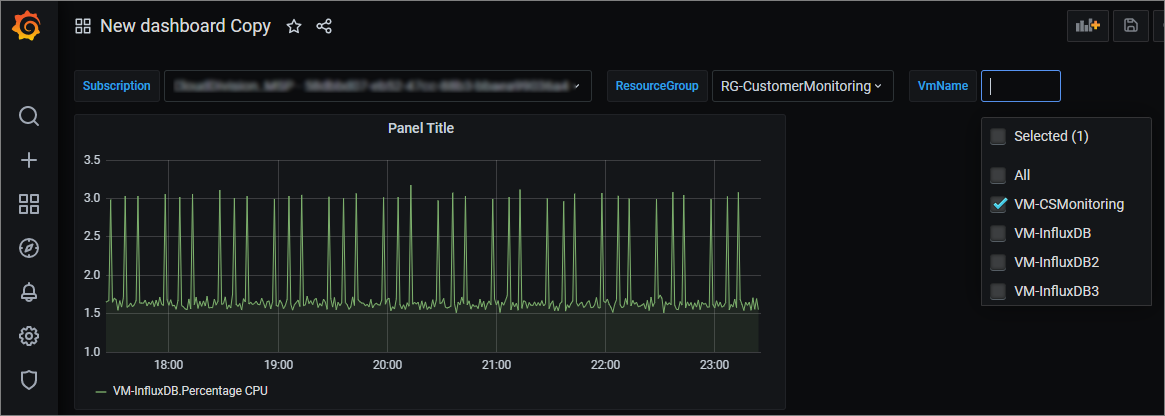 New dashboard Copy
Subscription
ResourceGroup
RG-CustomerMonitoring
VmName
Panel Title
Selected (1)
All
VM-CSMonitoring
VM-InfluxDB
VM-InfluxDB2
VM-InfluxDB3
3.5
3.0
2.5
2.0
1.5
1.0
18:00 19:00 20:00 21:00 22:00 23:00
VM-InfluxDB.Percentage CPU